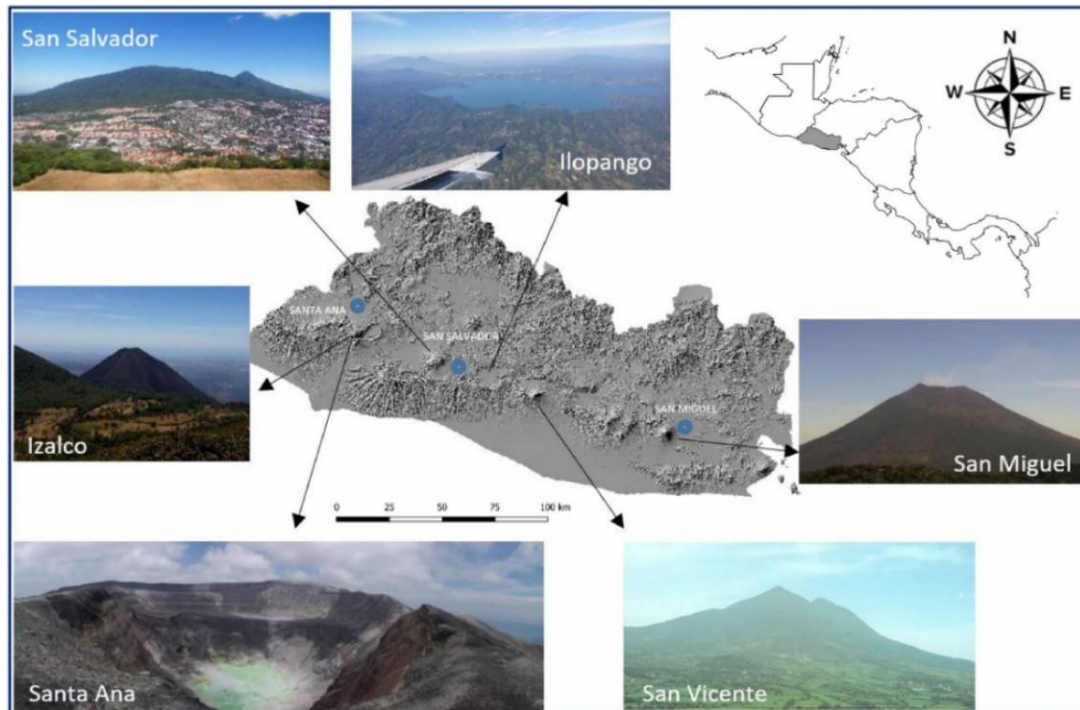 San Salvador
Ilopango
N
W
E
S
SANTA ANA
SAN SALVADOR
SAN MIGUEL
Izalco
San Miguel
0 25 50 75 100 km
Santa Ana
San Vicente